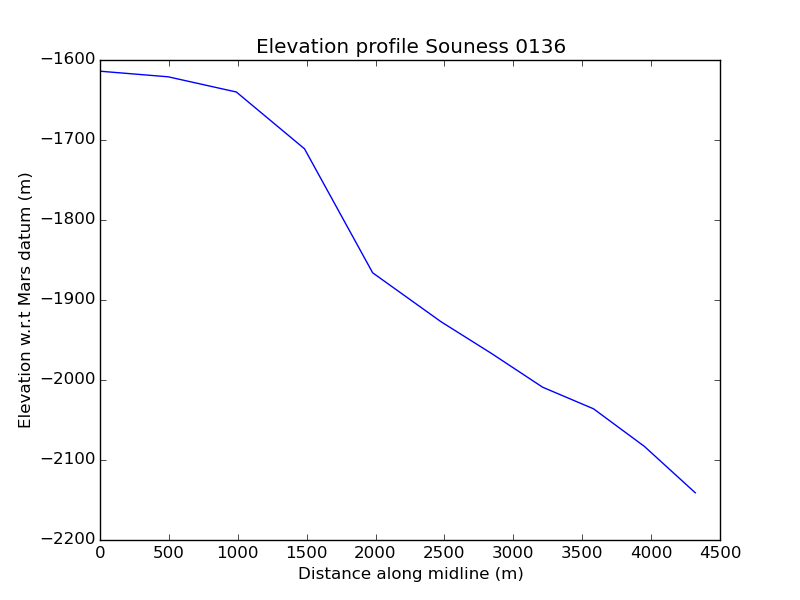 Elevation profile Souness 0136
−1600
−1700
−1800
−1900
−2000
−2100
−2200
Elevation w.r.t Mars datum (m)
0 500 1000 1500 2000 2500 3000 3500 4000 4500
Distance along midline (m)